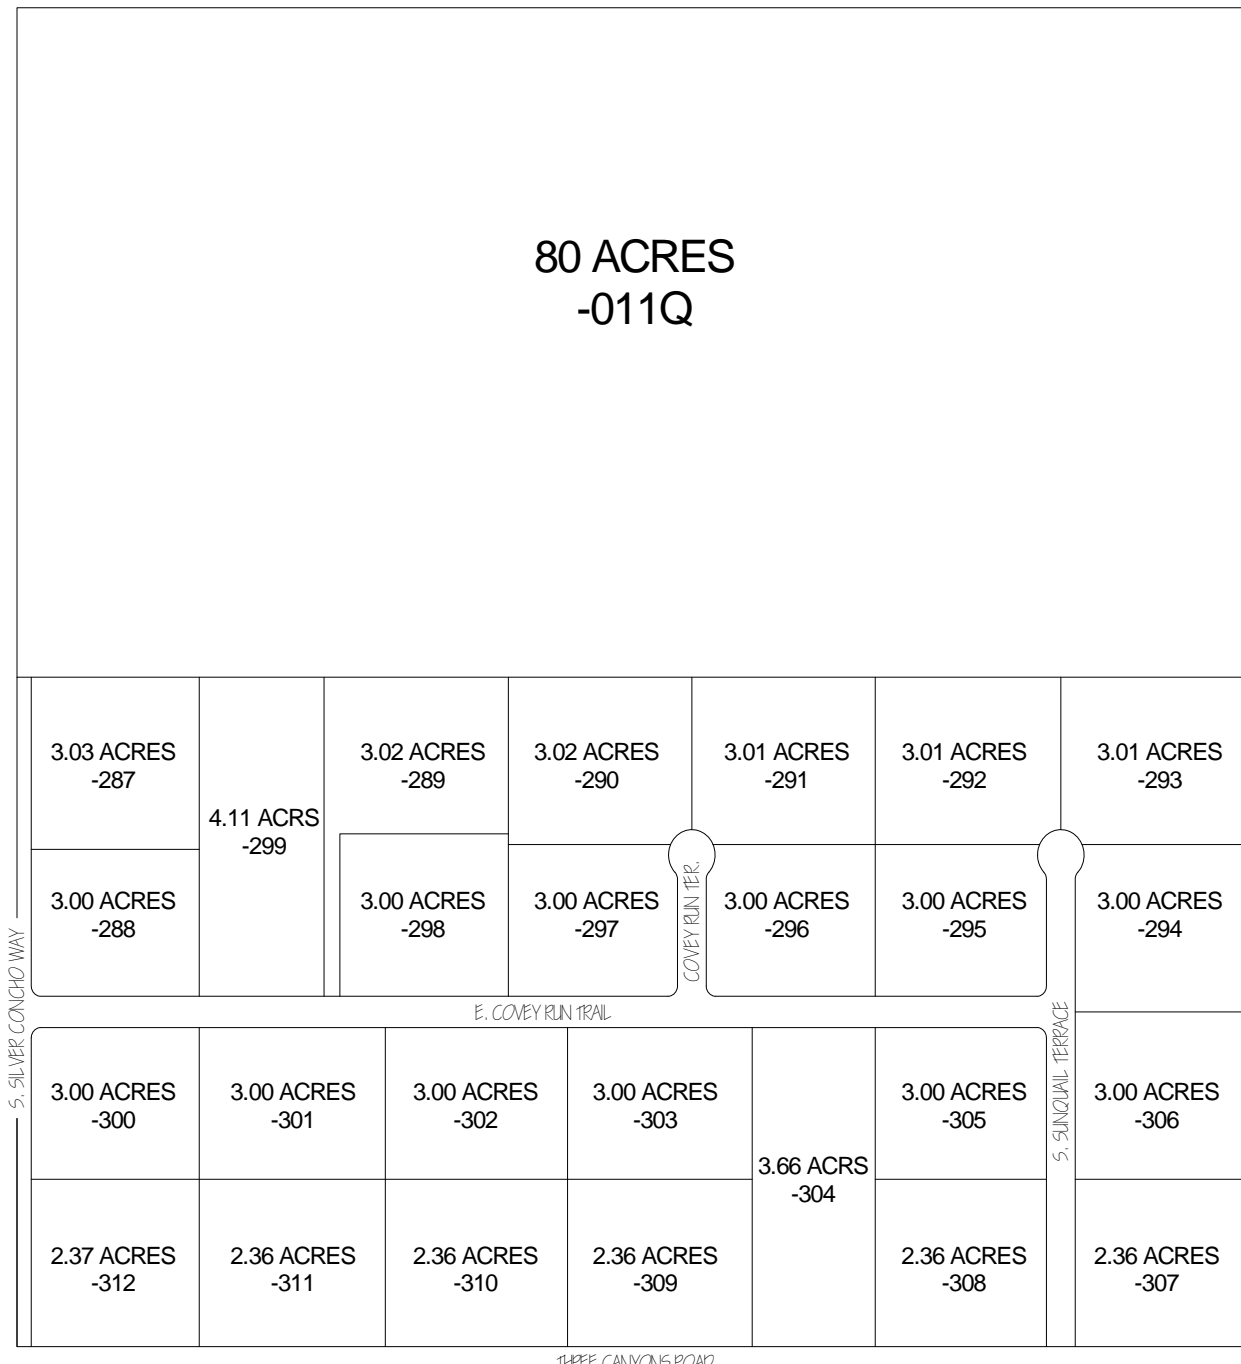 80 ACRES
-011Q
3.03 ACRES
-287
4.11 ACRS
-299
3.02 ACRES
-289
3.02 ACRES
-290
3.01 ACRES
-291
3.01 ACRES
-292
3.01 ACRES
-293
3.00 ACRES
-288
3.00 ACRES
-298
3.00 ACRES
-297
COVEY RUN TER.
3.00 ACRES
-296
3.00 ACRES
-295
3.00 ACRES
-294
S. SILVER CONCHO WAY
E. COVEY RUN TRAIL
S. SUNQUAIL TERRACE
3.00 ACRES
-300
3.00 ACRES
-301
3.00 ACRES
-302
3.00 ACRES
-303
3.66 ACRS
-304
3.00 ACRES
-305
3.00 ACRES
-306
2.37 ACRES
-312
2.36 ACRES
-311
2.36 ACRES
-310
2.36 ACRES
-309
2.36 ACRES
-308
2.36 ACRES
-307
THREE CANYONS ROAD